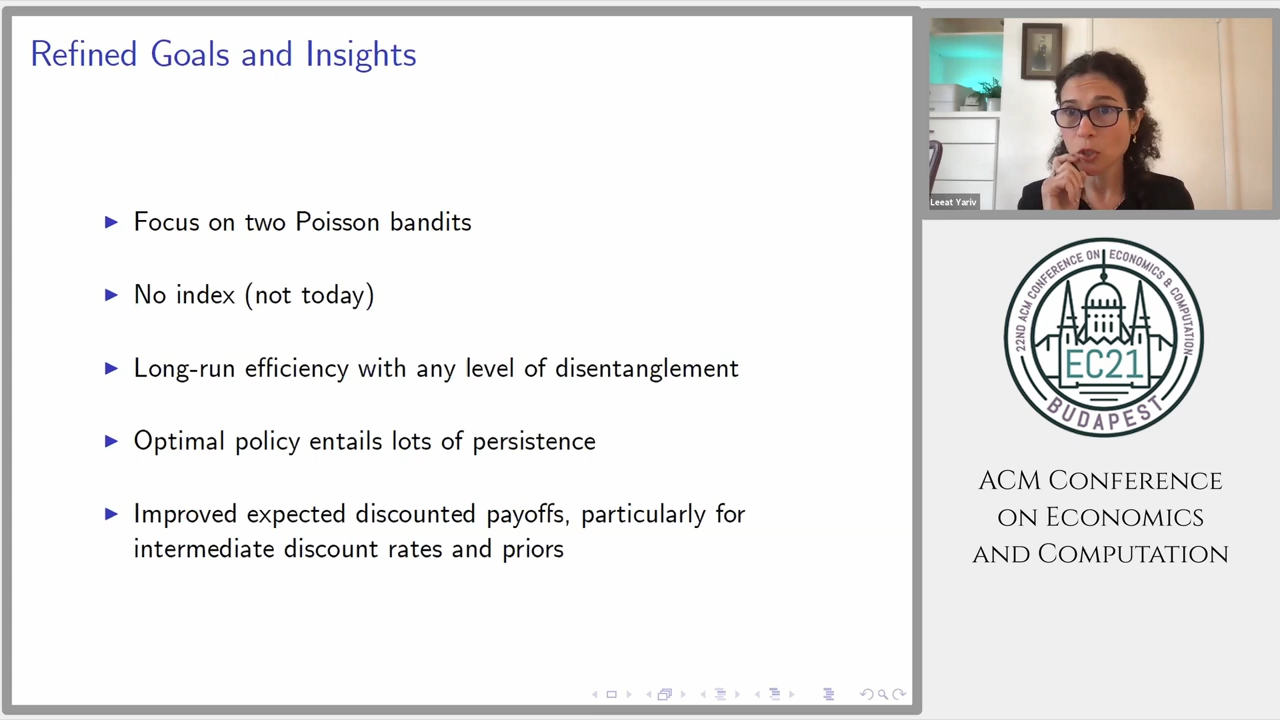 Refined Goals and Insights
Focus on two Poisson bandits
No index (not today)
Long-run efficiency with any level of disentanglement
Optimal policy entails lots of persistence
Improved expected discounted payoffs, particularly for
intermediate discount rates and priors
Leeat Yariv
22ND ACM CONFERENCE ON ECONOMICS & COMPUTATION
EC21
BUDAPEST
ACM Conference
on Economics
and Computation